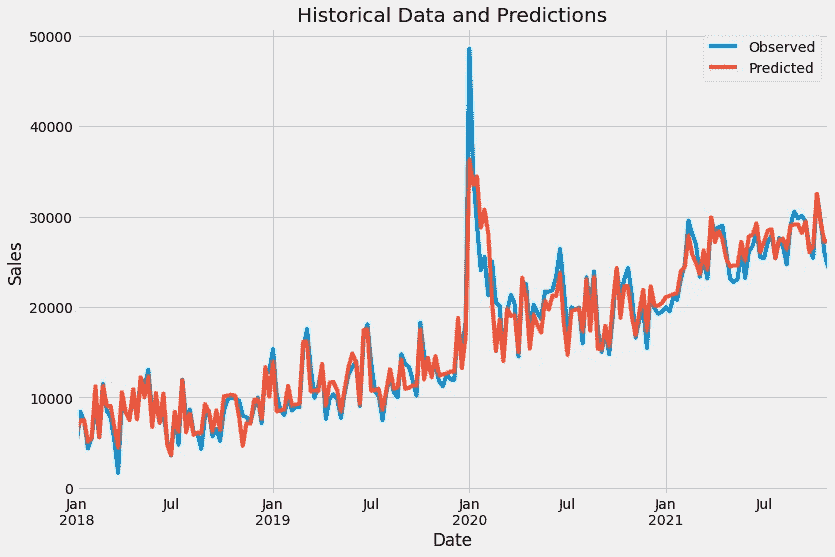 Historical Data and Predictions
50000
Observed
Predicted
40000
30000
Sales
20000
10000
0
Jan Jul Jan Jul Jan Jul Jan Jul
2018 2019 2020 2021
Date